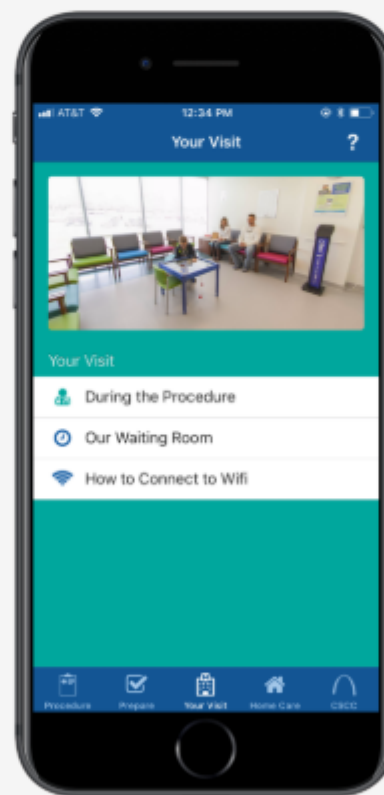 AT&T 12:34 PM
Your Visit ?
Your Visit
During the Procedure
Our Waiting Room
How to Connect to Wifi
Procedure Prepare Your Visit Home Care CSCC